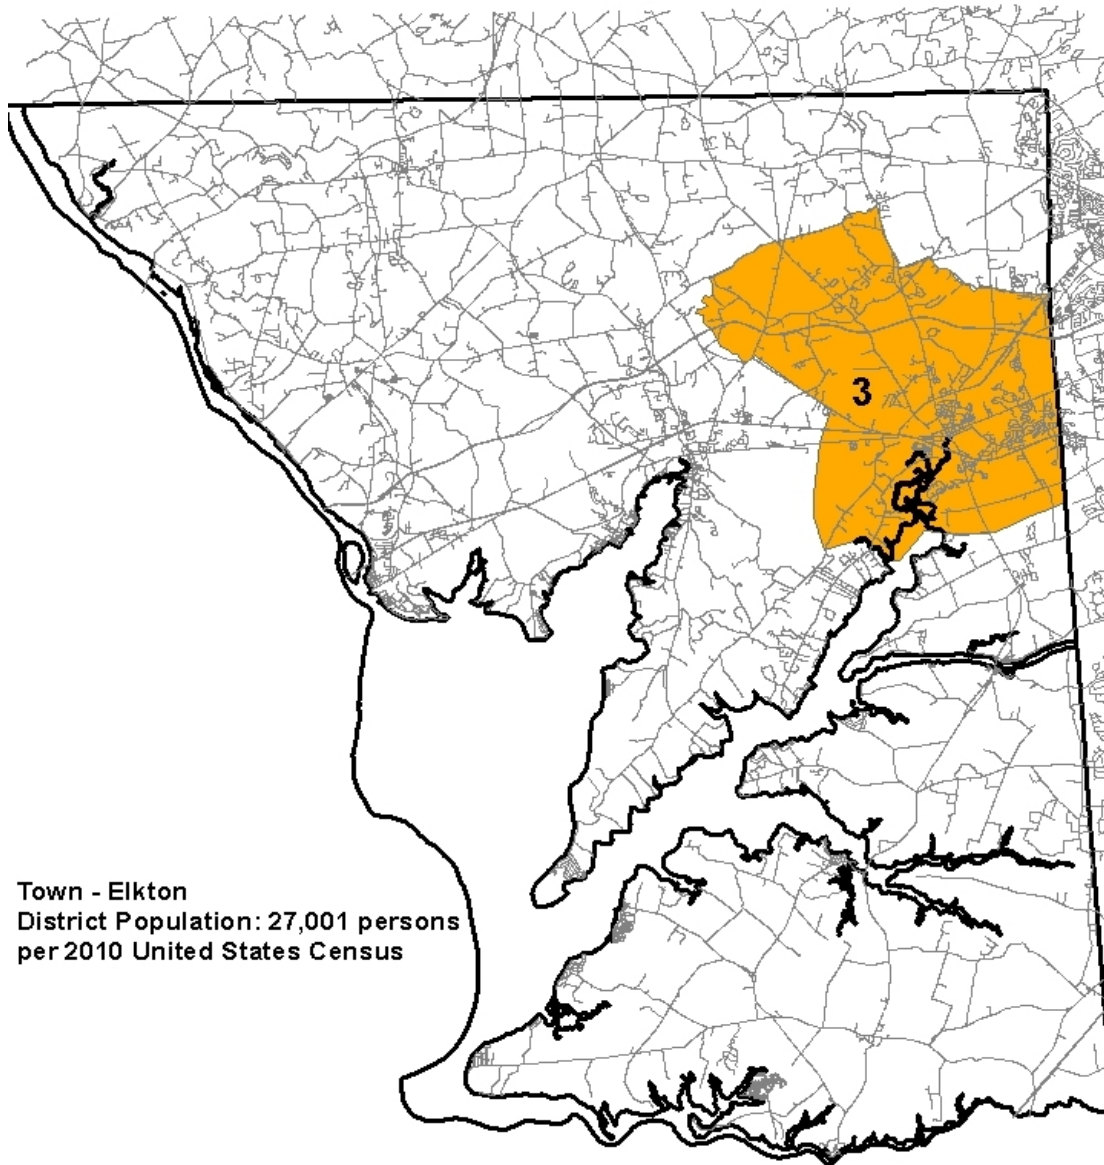 3
Town - Elkton
District Population: 27,001 persons
per 2010 United States Census